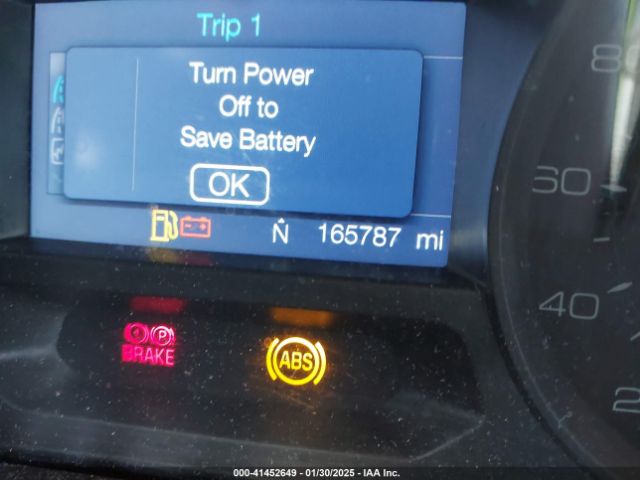 Trip 1
Turn Power
Off to
Save Battery
OK
N 165787 mi
80
60
40
2
P
BRAKE
ABS
000-41452649 - 01/30/2025 - IAA Inc.